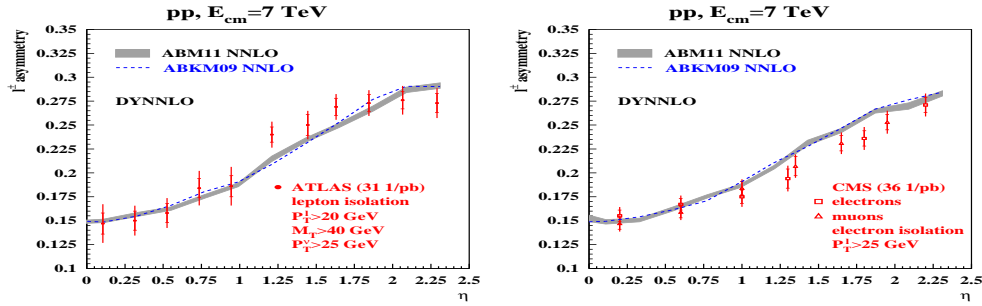 pp, E_cm=7 TeV
l± asymmetry
0.35
0.325
0.3
0.275
0.25
0.225
0.2
0.175
0.15
0.125
0.1
ABM11 NNLO
ABKM09 NNLO
DYNNLO
ATLAS (31 1/pb)
lepton isolation
P_T^l>20 GeV
M_T>40 GeV
P_T^ν>25 GeV
0 0.25 0.5 0.75 1 1.25 1.5 1.75 2 2.25 2.5
η
pp, E_cm=7 TeV
l± asymmetry
0.35
0.325
0.3
0.275
0.25
0.225
0.2
0.175
0.15
0.125
0.1
ABM11 NNLO
ABKM09 NNLO
DYNNLO
CMS (36 1/pb)
electrons
muons
electron isolation
P_T^l>25 GeV
0 0.25 0.5 0.75 1 1.25 1.5 1.75 2 2.25 2.5
η